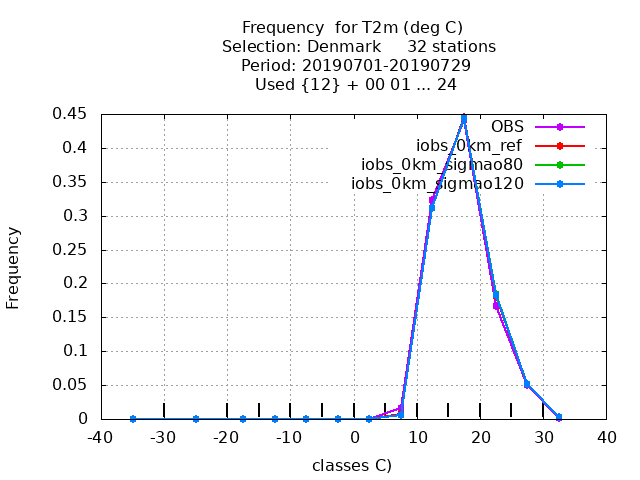 Frequency  for T2m (deg C)
Selection: Denmark     32 stations
Period: 20190701-20190729
Used {12} + 00 01 ... 24
OBS
iobs_0km_ref
iobs_0km_sigmao80
iobs_0km_sigmao120
0.45
0.4
0.35
0.3
0.25
0.2
0.15
0.1
0.05
0
Frequency
-40 -30 -20 -10 0 10 20 30 40
classes C)